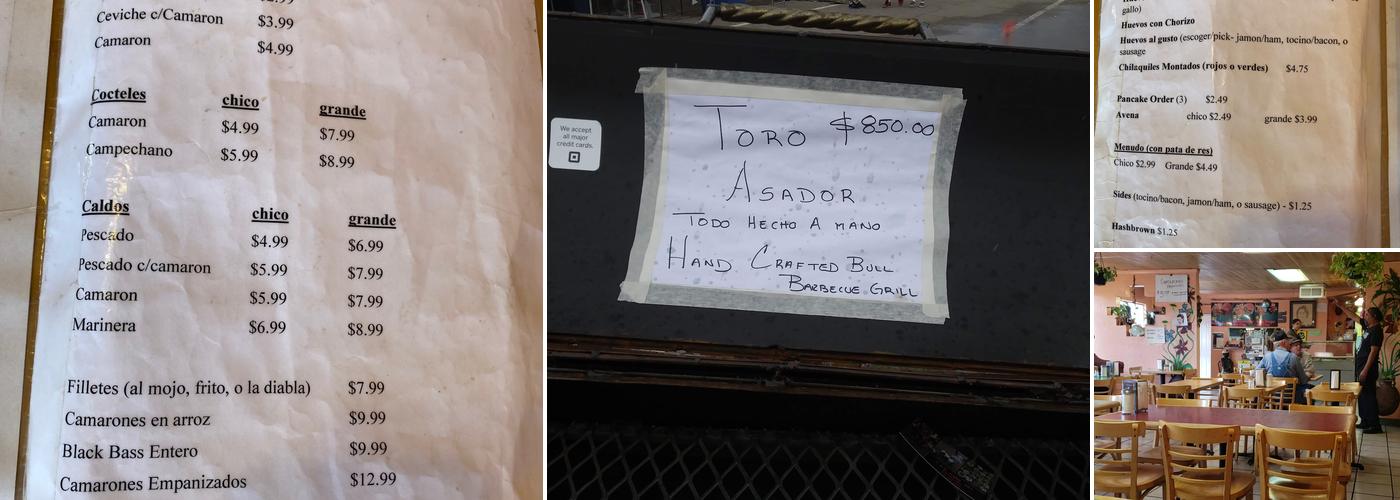 Ceviche c/Camaron $3.99
Camaron $4.99
Cocteles chico grande
Camaron $4.99 $7.99
Campechano $5.99 $8.99
Caldos chico grande
Pescado $4.99 $6.99
Pescado c/camaron $5.99 $7.99
Camaron $5.99 $7.99
Marinera $6.99 $8.99
Filletes (al mojo, frito, o la diabla) $7.99
Camarones en arroz $9.99
Black Bass Entero $9.99
Camarones Empanizados $12.99
We accept
all major
credit cards.
TORO $850.00
ASADOR
TODO HECHO A MANO
HAND CRAFTED BULL
BARBECUE GRILL
gallo)
Huevos con Chorizo
Huevos al gusto (escoger/pick- jamon/ham, tocino/bacon, o
sausage
Chilaquiles Montados (rojos o verdes) $4.75
Pancake Order (3) $2.49
Avena chico $2.49 grande $3.99
Menudo (con pata de res)
Chico $2.99 Grande $4.49
Sides (tocino/bacon, jamon/ham, o sausage) - $1.25
Hashbrown $1.25